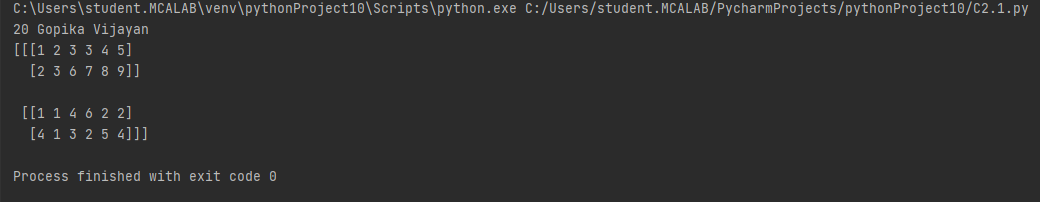 C:\Users\student.MCALAB\venv\pythonProject10\Scripts\python.exe C:/Users/student.MCALAB/PycharmProjects/pythonProject10/C2.1.py
20 Gopika Vijayan
[[[1 2 3 3 4 5]
  [2 3 6 7 8 9]]
 [[1 1 4 6 2 2]
  [4 1 3 2 5 4]]]
Process finished with exit code 0